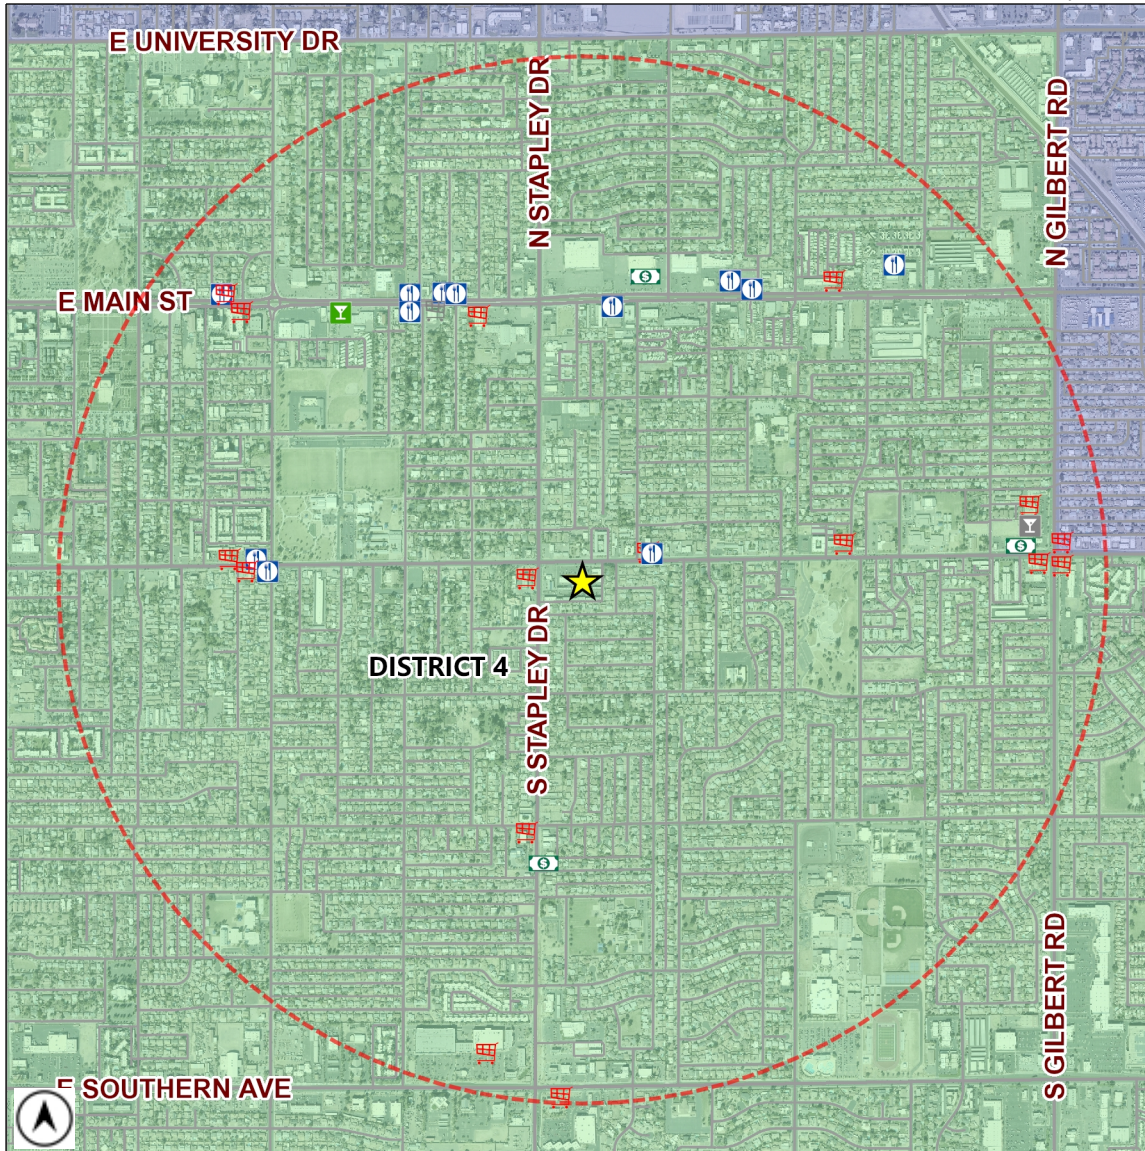 E UNIVERSITY DR
N STAPLEY DR
N GILBERT RD
E MAIN ST
DISTRICT 4
S STAPLEY DR
S GILBERT RD
E SOUTHERN AVE